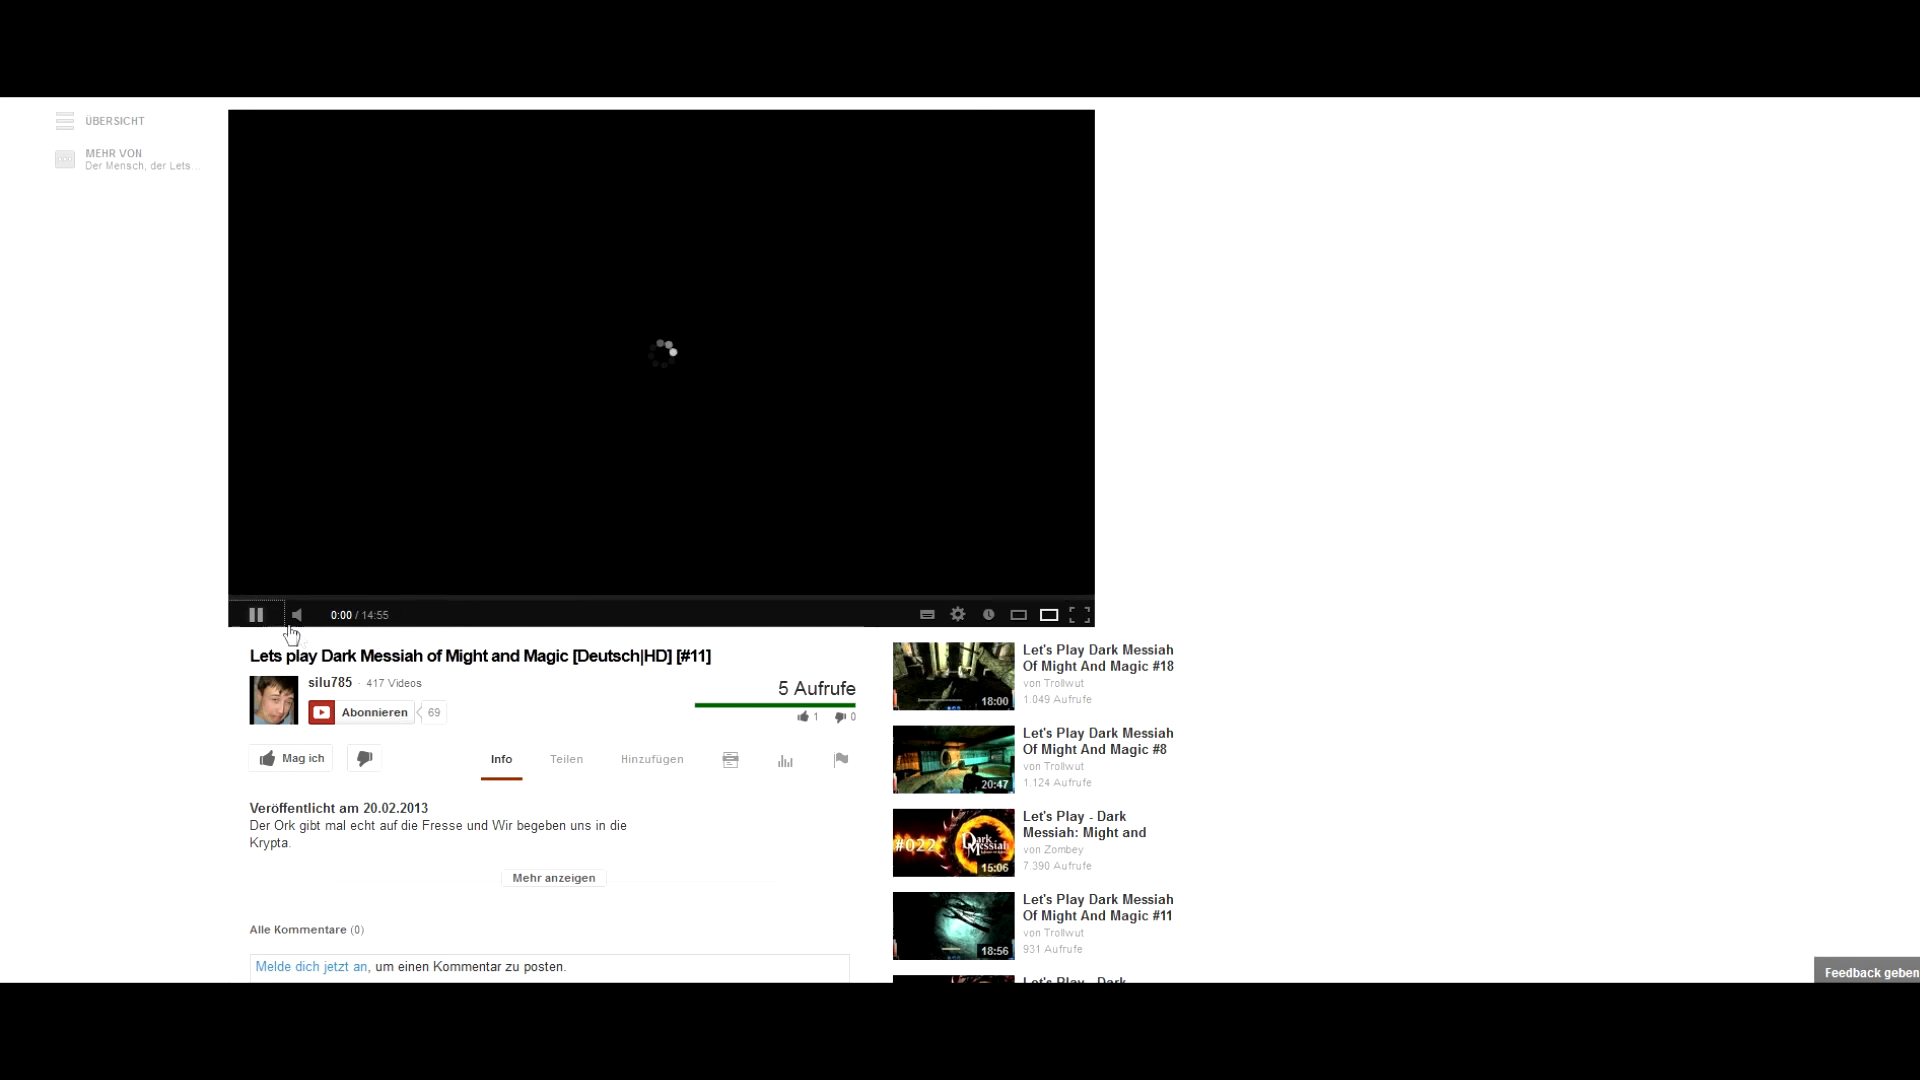 ÜBERSICHT
MEHR VON
Der Mensch, der Lets...
0:00 / 14:55
Lets play Dark Messiah of Might and Magic [Deutsch|HD] [#11]
silu785 · 417 Videos
Abonnieren 69
5 Aufrufe
1 0
Mag ich
Info Teilen Hinzufügen
Veröffentlicht am 20.02.2013
Der Ork gibt mal echt auf die Fresse und Wir begeben uns in die
Krypta.
Mehr anzeigen
Alle Kommentare (0)
Melde dich jetzt an, um einen Kommentar zu posten.
18:00
Let's Play Dark Messiah
Of Might And Magic #18
von Trollwut
1.049 Aufrufe
20:47
Let's Play Dark Messiah
Of Might And Magic #8
von Trollwut
1.124 Aufrufe
#022
Dark
Messiah
15:06
Let's Play - Dark
Messiah: Might and
von Zombey
7.390 Aufrufe
18:56
Let's Play Dark Messiah
Of Might And Magic #11
von Trollwut
931 Aufrufe
Let's Play - Dark
Feedback geben